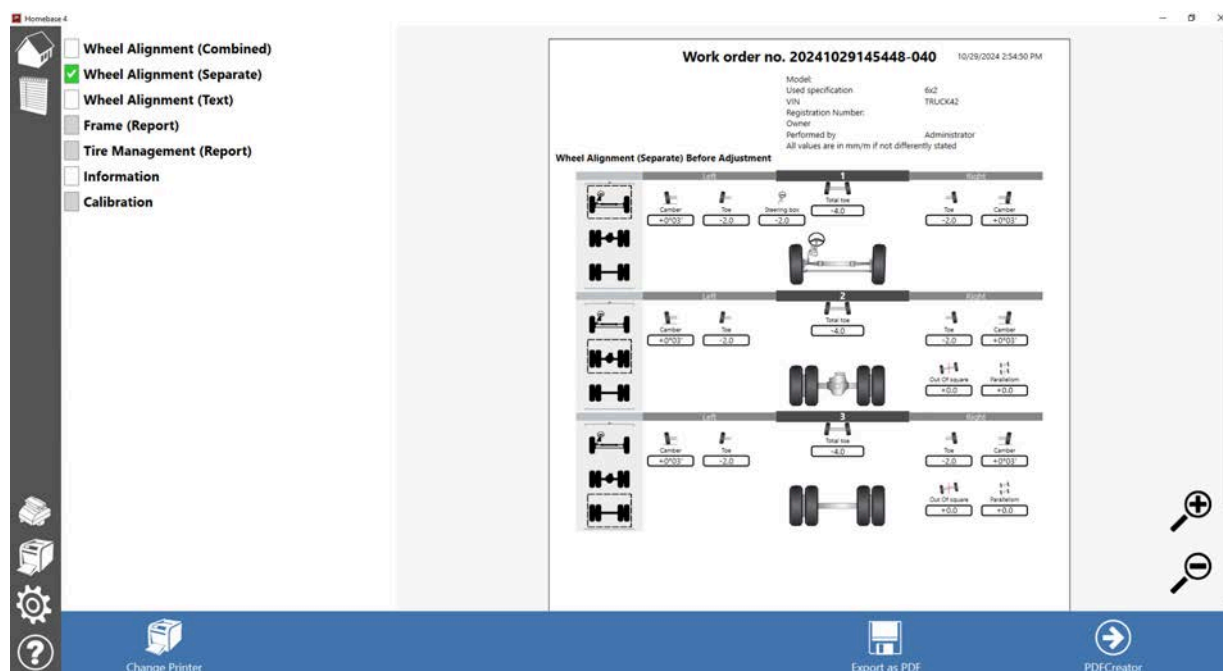 Homebase 4
Wheel Alignment (Combined)
Wheel Alignment (Separate)
Wheel Alignment (Text)
Frame (Report)
Tire Management (Report)
Information
Calibration
Work order no. 20241029145448-040
10/29/2024 2:54:50 PM
Model:
Used specification 6x2
VIN TRUCK42
Registration Number:
Owner
Performed by Administrator
All values are in mm/m if not differently stated
Wheel Alignment (Separate) Before Adjustment
Left 1 Right
Camber Toe Steering box Total toe Toe Camber
+0°03' -2.0 -2.0 -4.0 -2.0 +0°03'
Left 2 Right
Camber Toe Total toe Toe Camber
+0°03' -2.0 -4.0 -2.0 +0°03'
Out Of square Parallelism
+0.0 +0.0
Left 3 Right
Camber Toe Total toe Toe Camber
+0°03' -2.0 -4.0 -2.0 +0°03'
Out Of square Parallelism
+0.0 +0.0
Change Printer
Export as PDF
PDFCreator